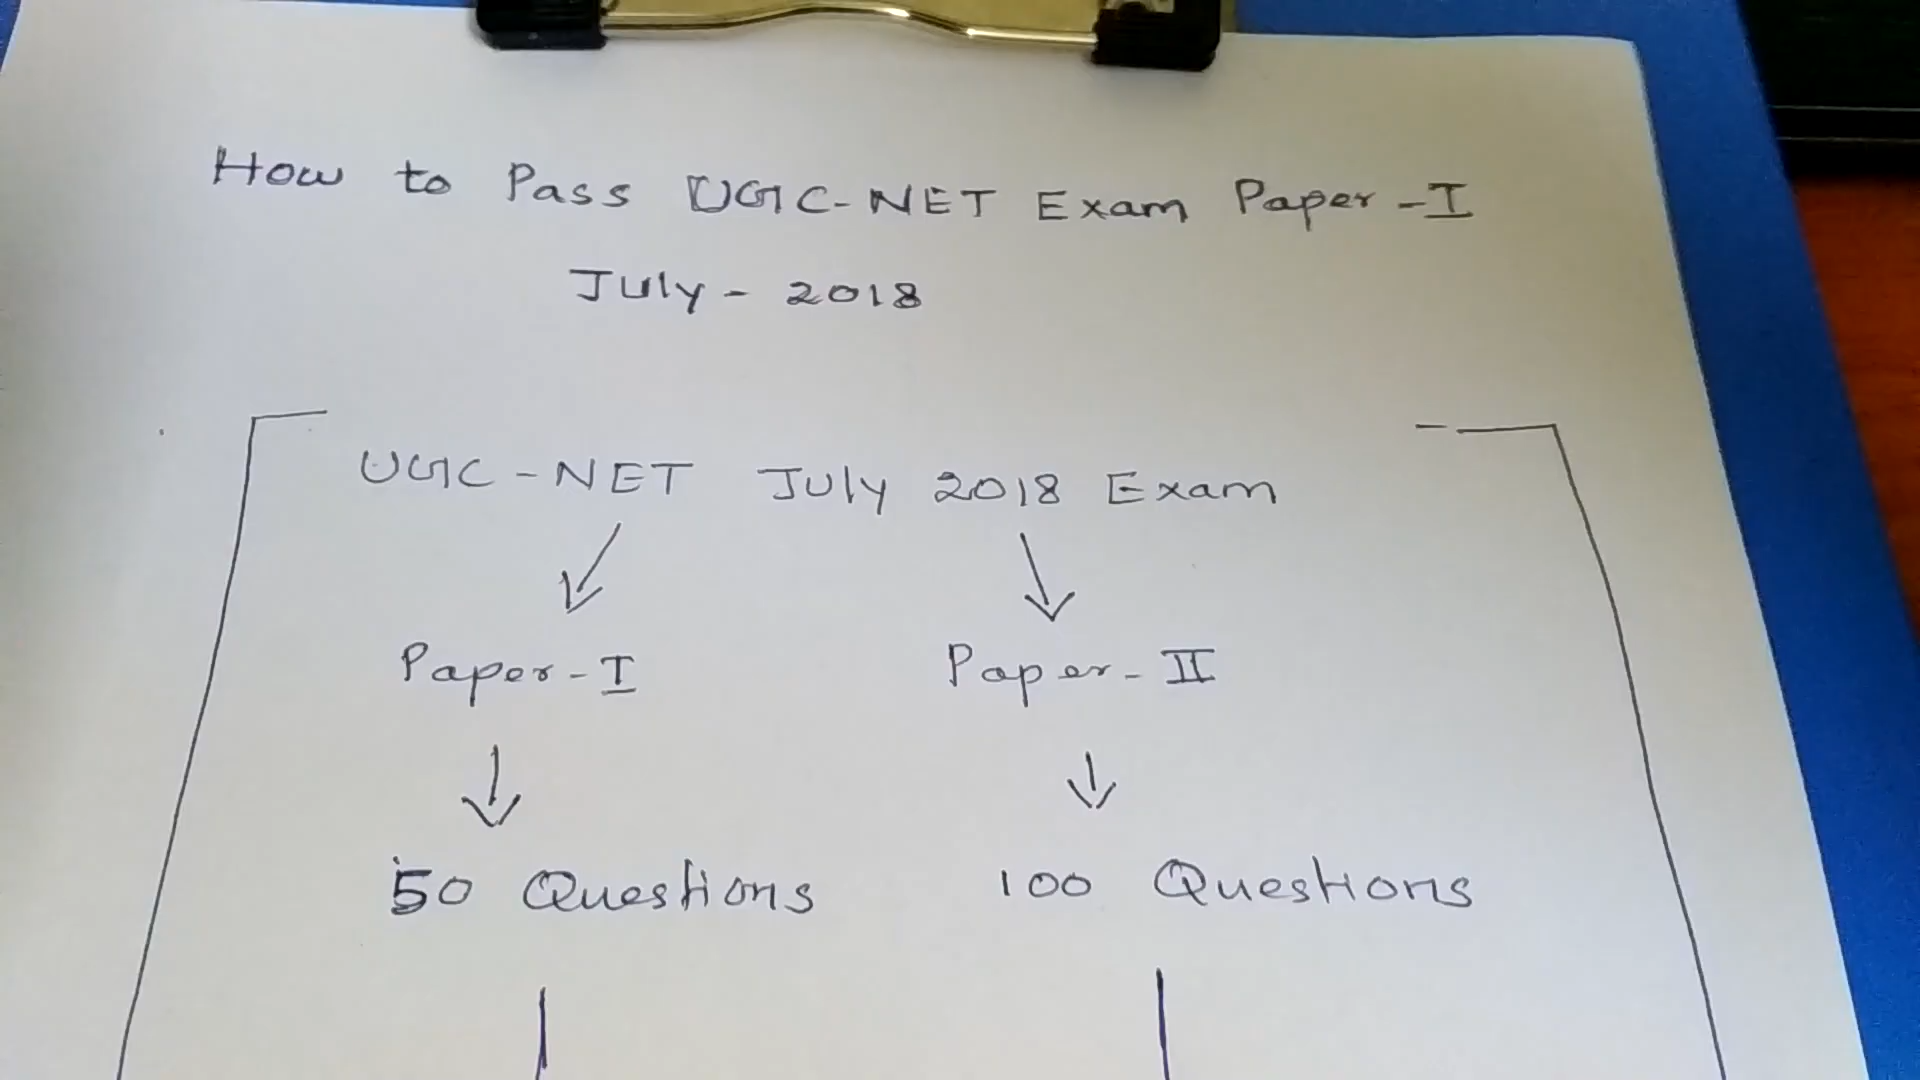 How to Pass UGC-NET Exam Paper-I
July - 2018
UGC-NET July 2018 Exam
Paper-I Paper-II
50 Questions 100 Questions